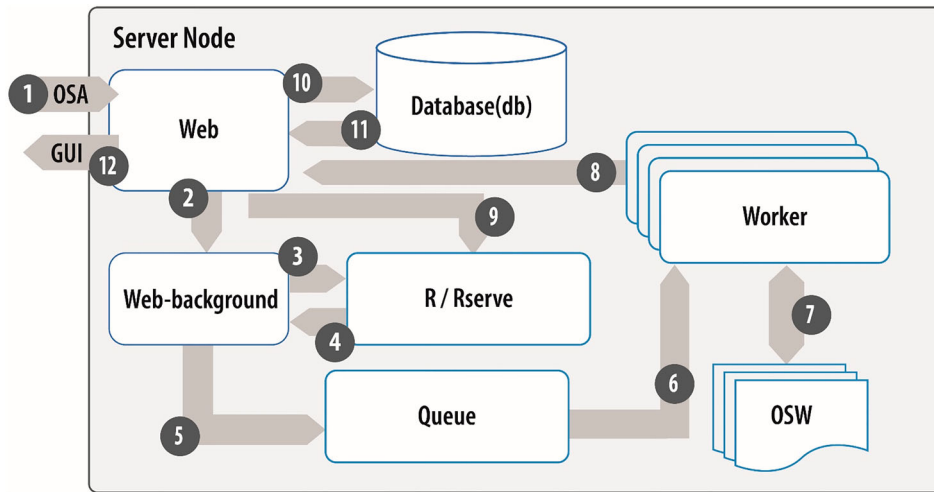 Server Node
1 OSA
Web
10
Database(db)
11
GUI 12
8
2
9
Worker
3
Web-background
R / Rserve
4
7
6
5
Queue
OSW